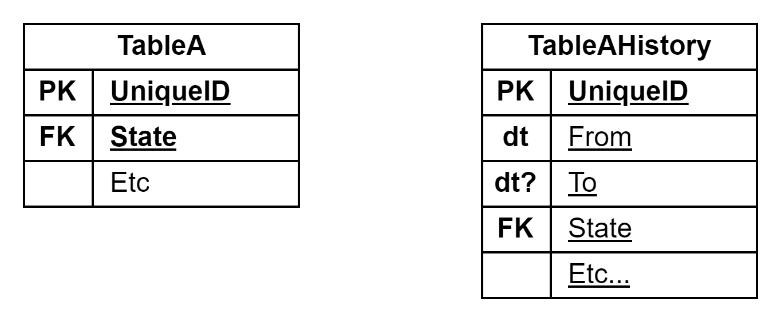 TableA
PK UniqueID
FK State
Etc
TableAHistory
PK UniqueID
dt From
dt? To
FK State
Etc...